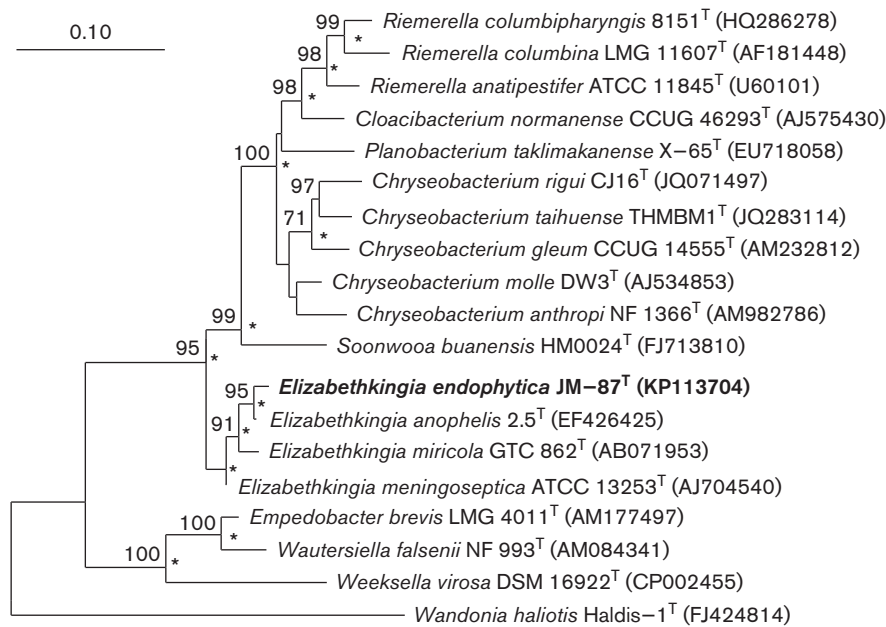 0.10
99
Riemerella columbipharyngis 8151ᵀ (HQ286278)
*
Riemerella columbina LMG 11607ᵀ (AF181448)
98
*
Riemerella anatipestifer ATCC 11845ᵀ (U60101)
98
*
Cloacibacterium normanense CCUG 46293ᵀ (AJ575430)
100
*
Planobacterium taklimakanense X–65ᵀ (EU718058)
97
Chryseobacterium rigui CJ16ᵀ (JQ071497)
71
Chryseobacterium taihuense THMBM1ᵀ (JQ283114)
*
Chryseobacterium gleum CCUG 14555ᵀ (AM232812)
Chryseobacterium molle DW3ᵀ (AJ534853)
Chryseobacterium anthropi NF 1366ᵀ (AM982786)
99
*
Soonwooa buanensis HM0024ᵀ (FJ713810)
95
*
Elizabethkingia endophytica JM–87ᵀ (KP113704)
95
*
Elizabethkingia anophelis 2.5ᵀ (EF426425)
91
*
Elizabethkingia miricola GTC 862ᵀ (AB071953)
*
Elizabethkingia meningoseptica ATCC 13253ᵀ (AJ704540)
Empedobacter brevis LMG 4011ᵀ (AM177497)
100
*
Wautersiella falsenii NF 993ᵀ (AM084341)
100
*
Weeksella virosa DSM 16922ᵀ (CP002455)
Wandonia haliotis Haldis–1ᵀ (FJ424814)